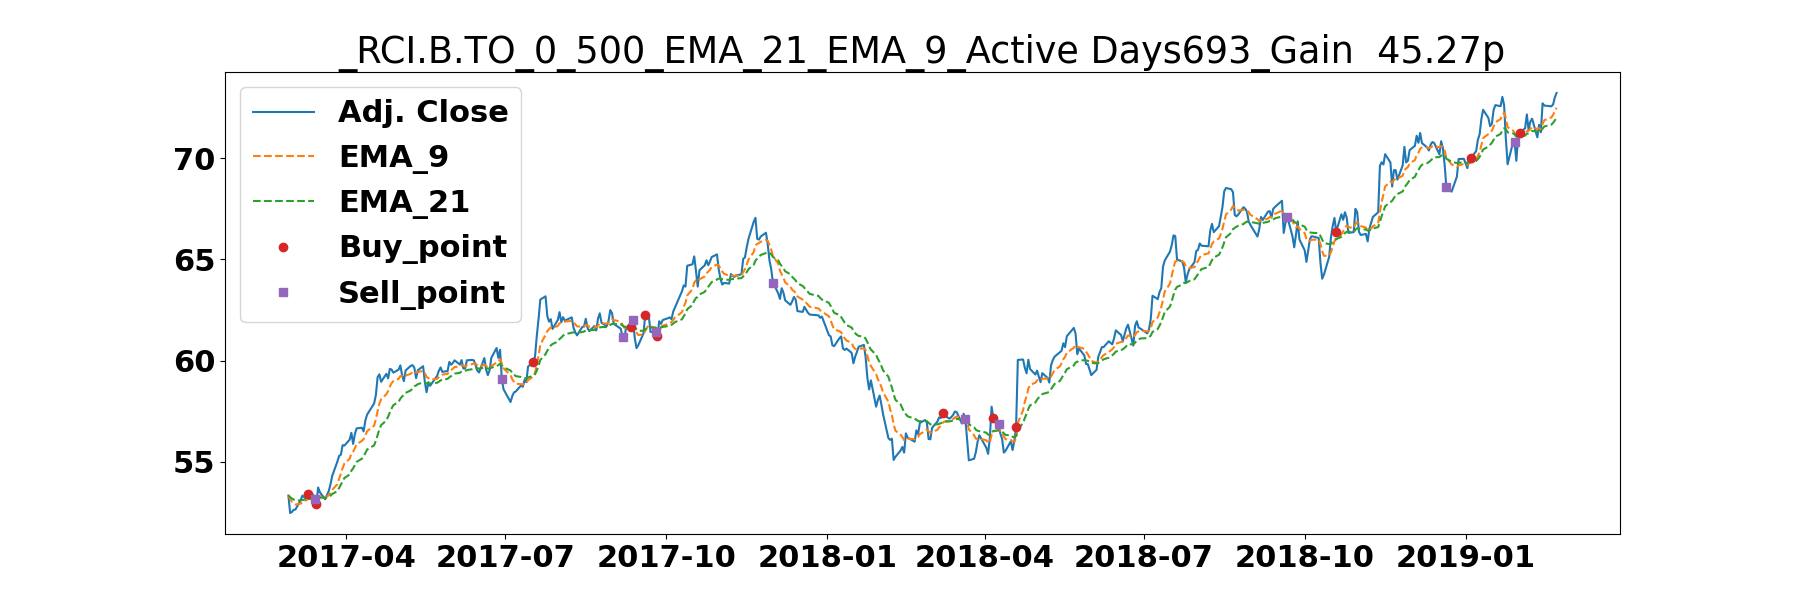 _RCI.B.TO_0_500_EMA_21_EMA_9_Active Days693_Gain  45.27p
Adj. Close
EMA_9
EMA_21
Buy_point
Sell_point
70
65
60
55
2017-04 2017-07 2017-10 2018-01 2018-04 2018-07 2018-10 2019-01